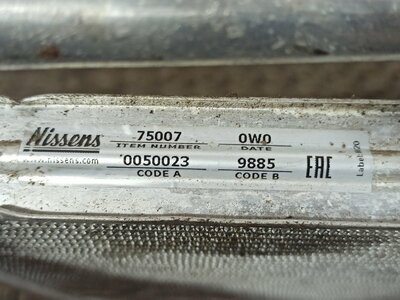 Nissens 75007 0W0
ITEM NUMBER DATE
www.nissens.com 0050023 9885 EAC
CODE A CODE B